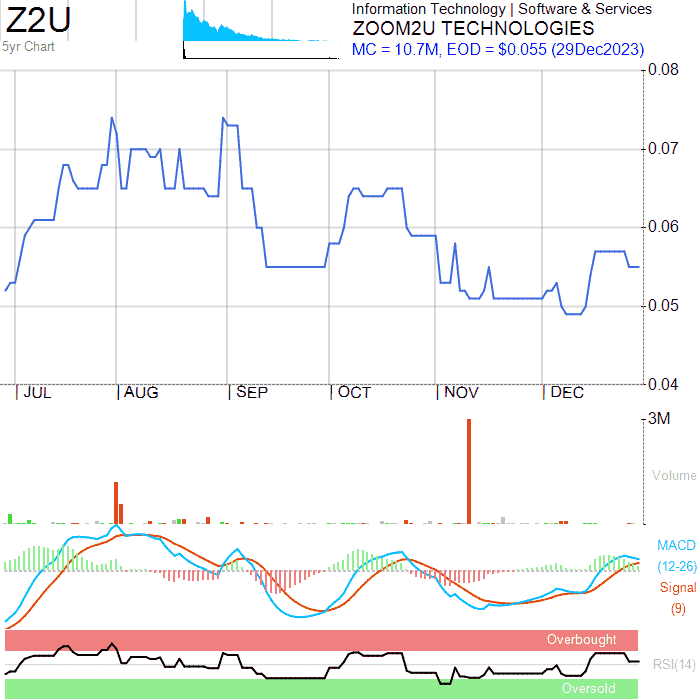 Z2U
5yr Chart
Information Technology | Software & Services
ZOOM2U TECHNOLOGIES
MC = 10.7M, EOD = $0.055 (29Dec2023)
0.08
0.07
0.06
0.05
0.04
JUL AUG SEP OCT NOV DEC
3M
Volume
MACD
(12-26)
Signal
(9)
Overbought
RSI(14)
Oversold